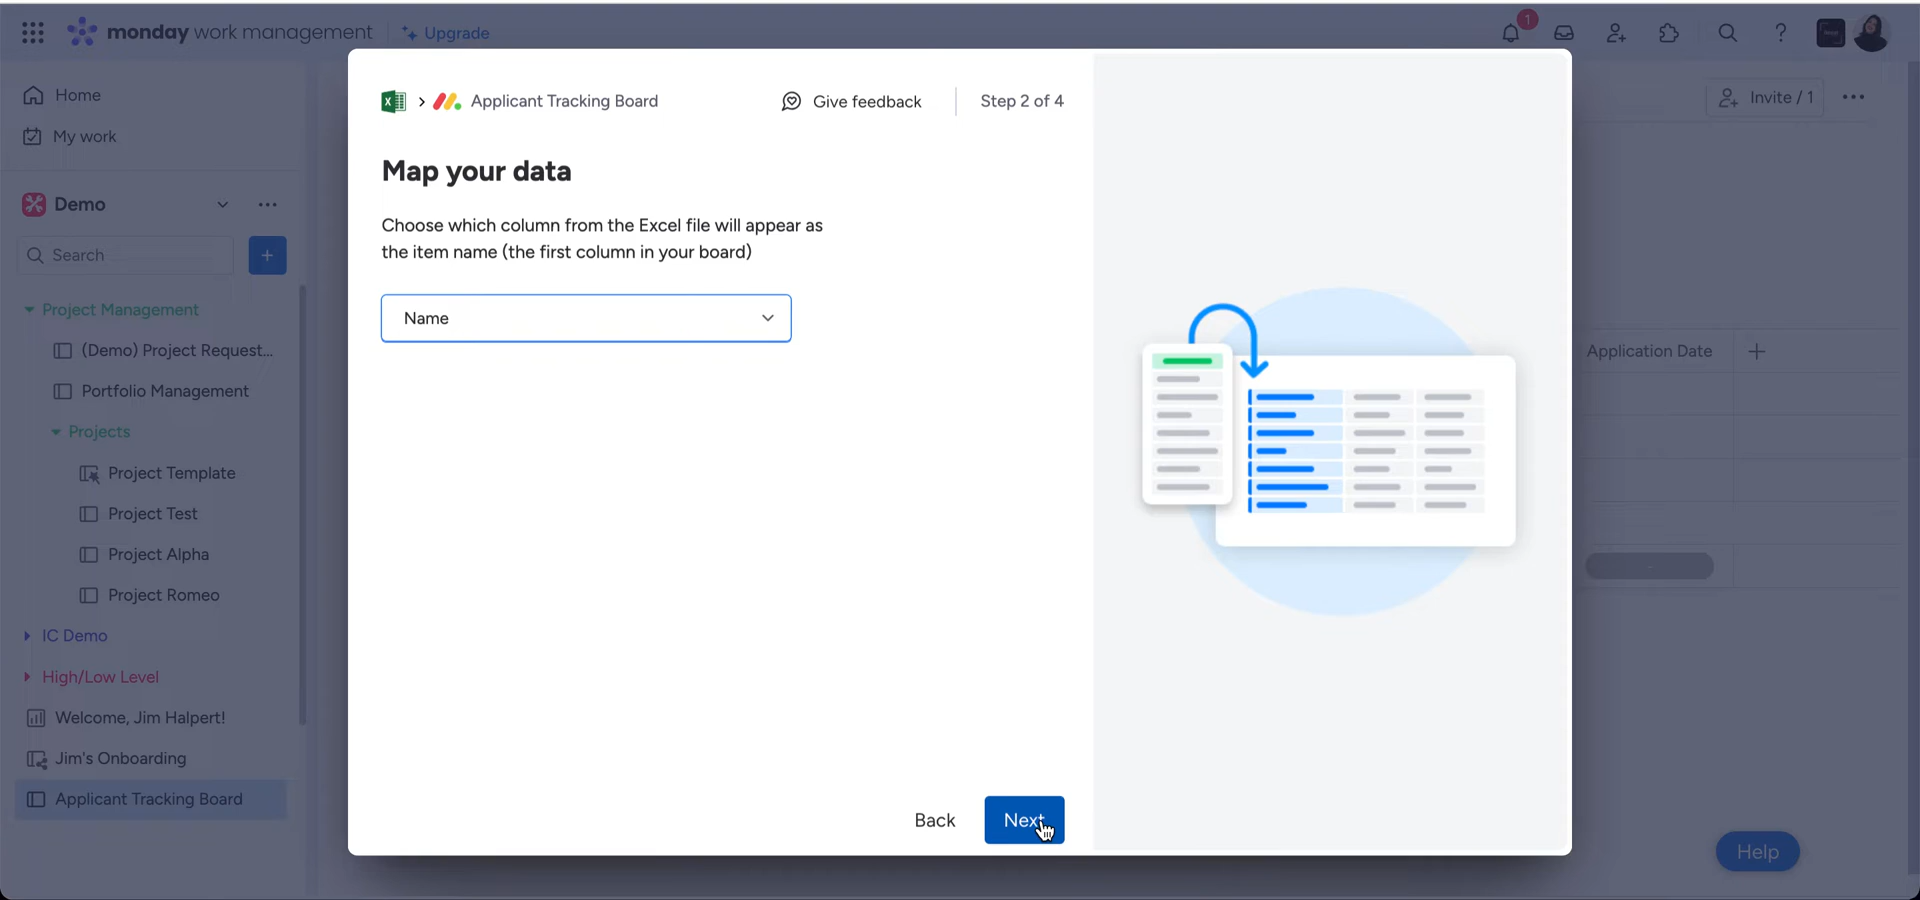 monday work management
Upgrade
1
Home
My work
Demo
Search
Project Management
(Demo) Project Request...
Portfolio Management
Projects
Project Template
Project Test
Project Alpha
Project Romeo
IC Demo
High/Low Level
Welcome, Jim Halpert!
Jim's Onboarding
Applicant Tracking Board
Applicant Tracking Board
Give feedback
Step 2 of 4
Map your data
Choose which column from the Excel file will appear as
the item name (the first column in your board)
Name
Back
Next
Invite / 1
Application Date
Help